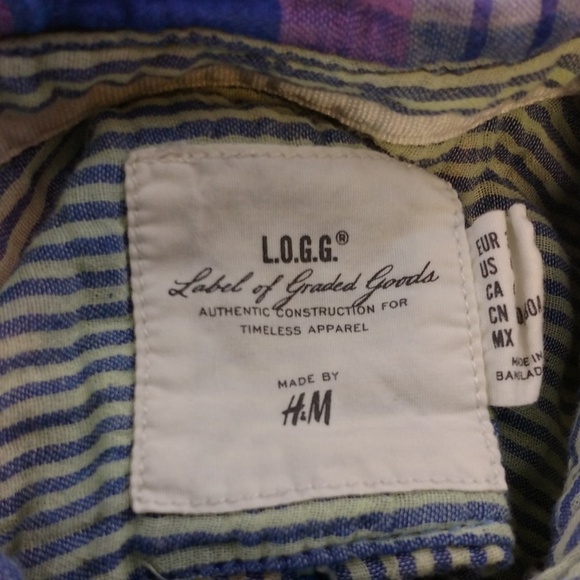 L.O.G.G.®
Label of Graded Goods
AUTHENTIC CONSTRUCTION FOR
TIMELESS APPAREL
MADE BY
H&M
EUR
US
CA
CN
MX
MADE IN